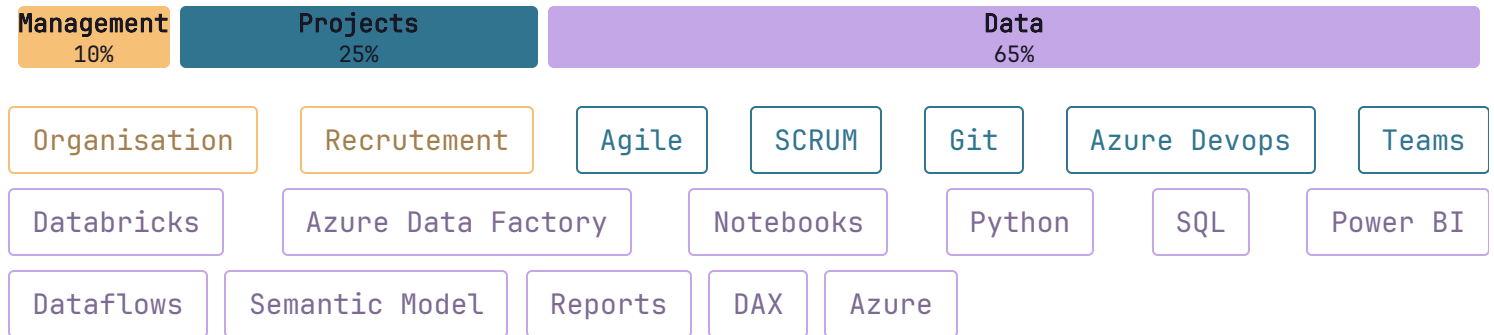 Management Projects Data
10% 25% 65%
Organisation Recrutement Agile SCRUM Git Azure Devops Teams
Databricks Azure Data Factory Notebooks Python SQL Power BI
Dataflows Semantic Model Reports DAX Azure